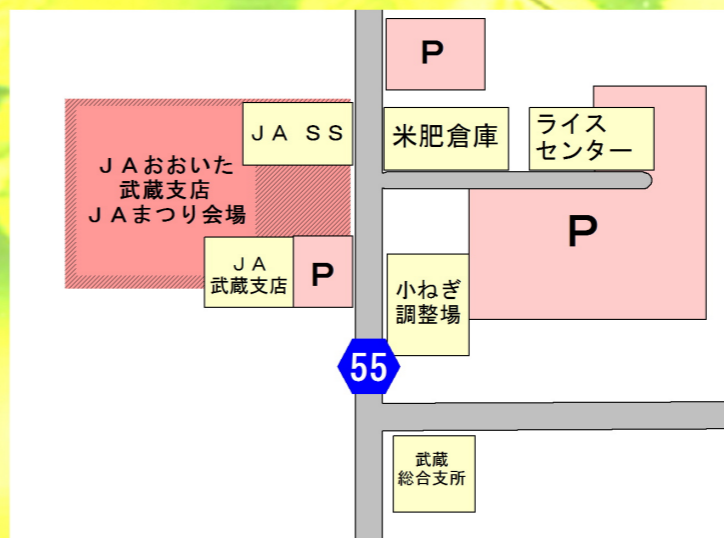 P
ＪＡ ＳＳ
米肥倉庫
ライス
センター
ＪＡおおいた
武蔵支店
ＪＡまつり会場
P
ＪＡ
武蔵支店
P
小ねぎ
調整場
55
武蔵
総合支所